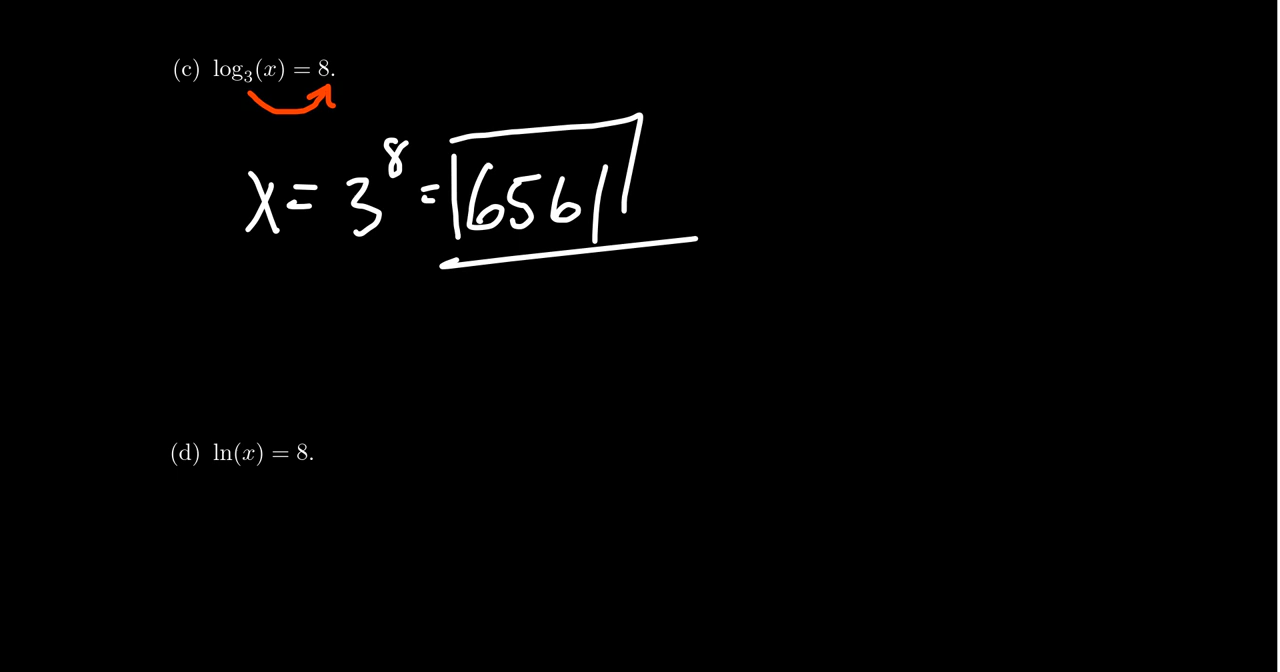 (c) log₃(x) = 8.
x = 3⁸ = 6561
(d) ln(x) = 8.